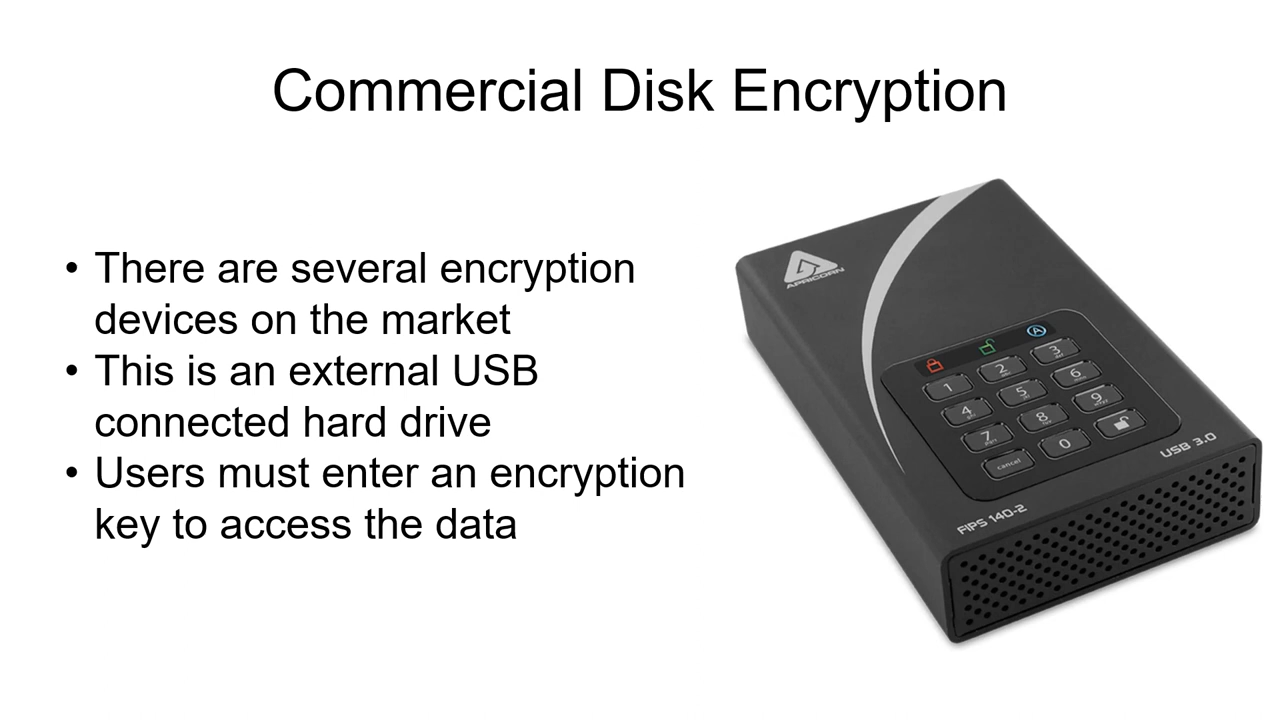 Commercial Disk Encryption
• There are several encryption
devices on the market
• This is an external USB
connected hard drive
• Users must enter an encryption
key to access the data
APRICORN
A
1 2 3
4 5 6
7 8 9
cancel 0
FIPS 140-2
USB 3.0